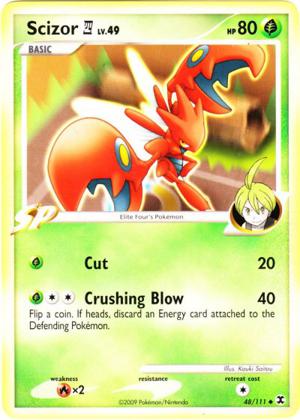 Scizor LV.49 HP 80
BASIC
Elite Four's Pokémon
SP
Cut 20
Crushing Blow 40
Flip a coin. If heads, discard an Energy card attached to the
Defending Pokémon.
Illus. Kouki Saitou
weakness resistance retreat cost
×2
©2009 Pokémon/Nintendo 48/111